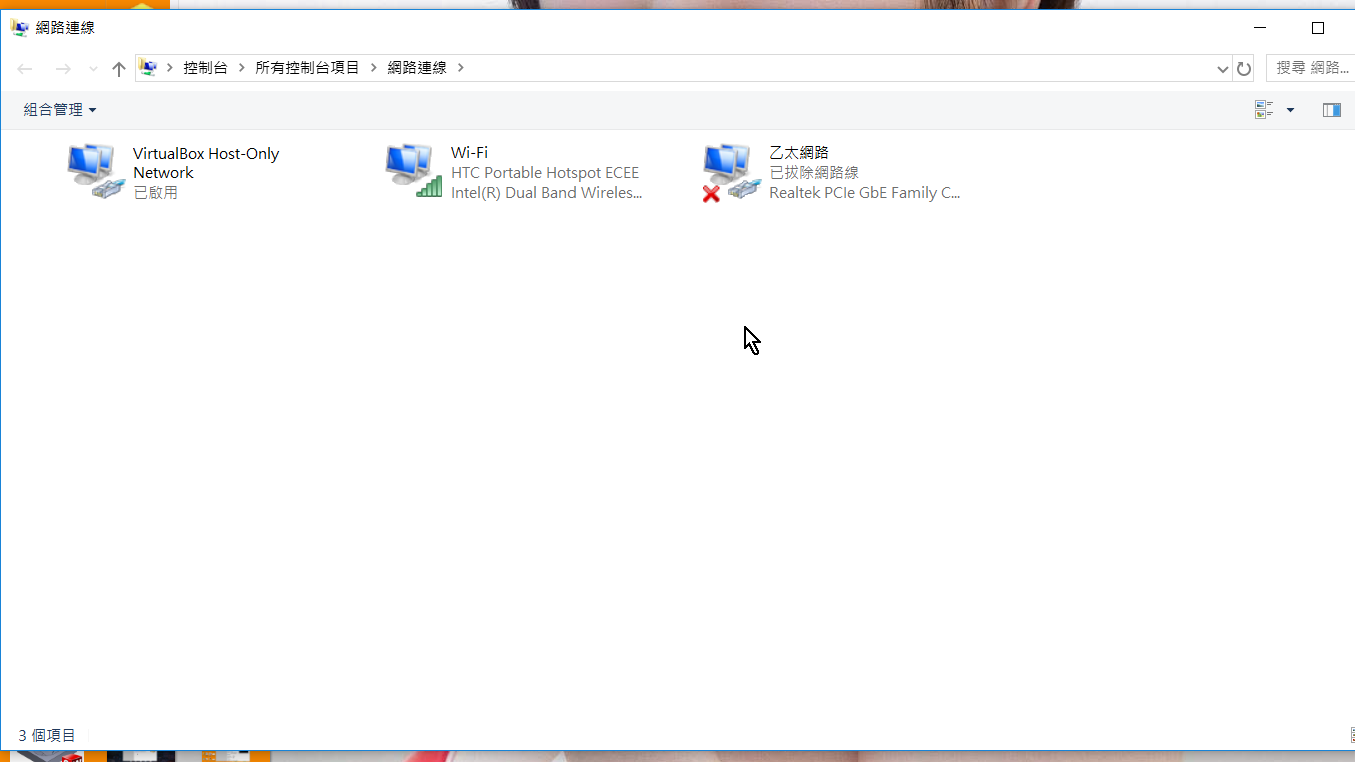 網路連線
控制台 所有控制台項目 網路連線
搜尋 網路...
組合管理
VirtualBox Host-Only
Network
已啟用
Wi-Fi
HTC Portable Hotspot ECEE
Intel(R) Dual Band Wireles...
乙太網路
已拔除網路線
Realtek PCIe GbE Family C...
3 個項目